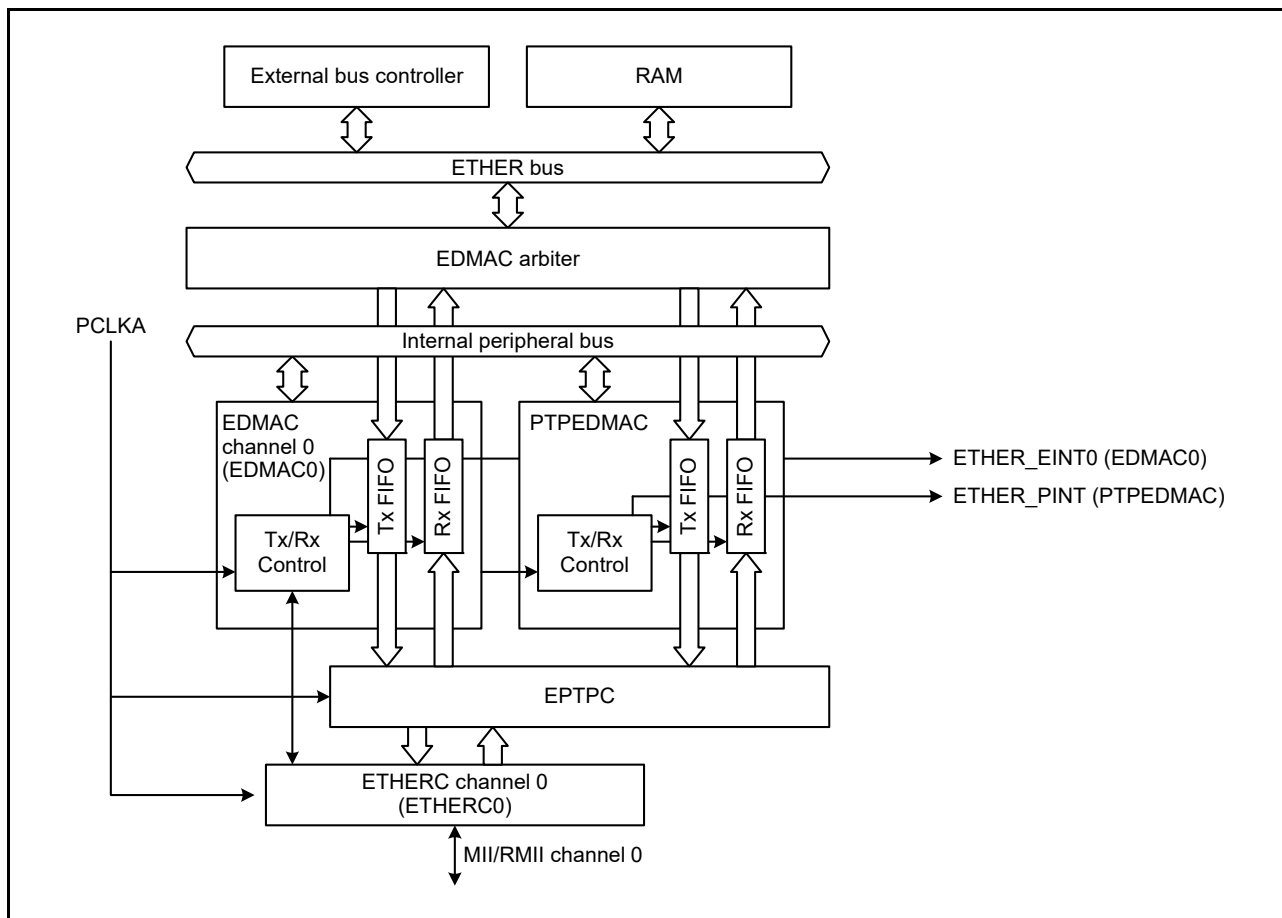 External bus controller
RAM
ETHER bus
EDMAC arbiter
PCLKA
Internal peripheral bus
EDMAC
channel 0
(EDMAC0)
Tx FIFO
Rx FIFO
Tx/Rx
Control
PTPEDMAC
Tx FIFO
Rx FIFO
Tx/Rx
Control
ETHER_EINT0 (EDMAC0)
ETHER_PINT (PTPEDMAC)
EPTPC
ETHERC channel 0
(ETHERC0)
MII/RMII channel 0